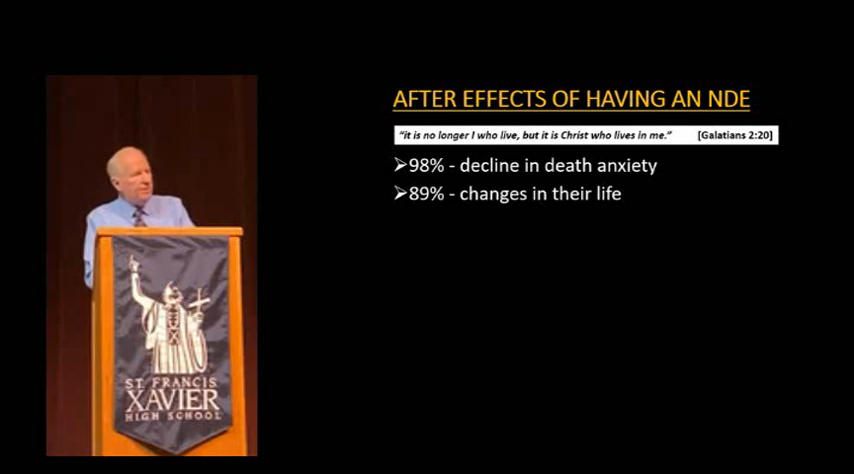 AFTER EFFECTS OF HAVING AN NDE
“it is no longer I who live, but it is Christ who lives in me.” [Galatians 2:20]
➢98% - decline in death anxiety
➢89% - changes in their life
ST. FRANCIS
XAVIER
HIGH SCHOOL